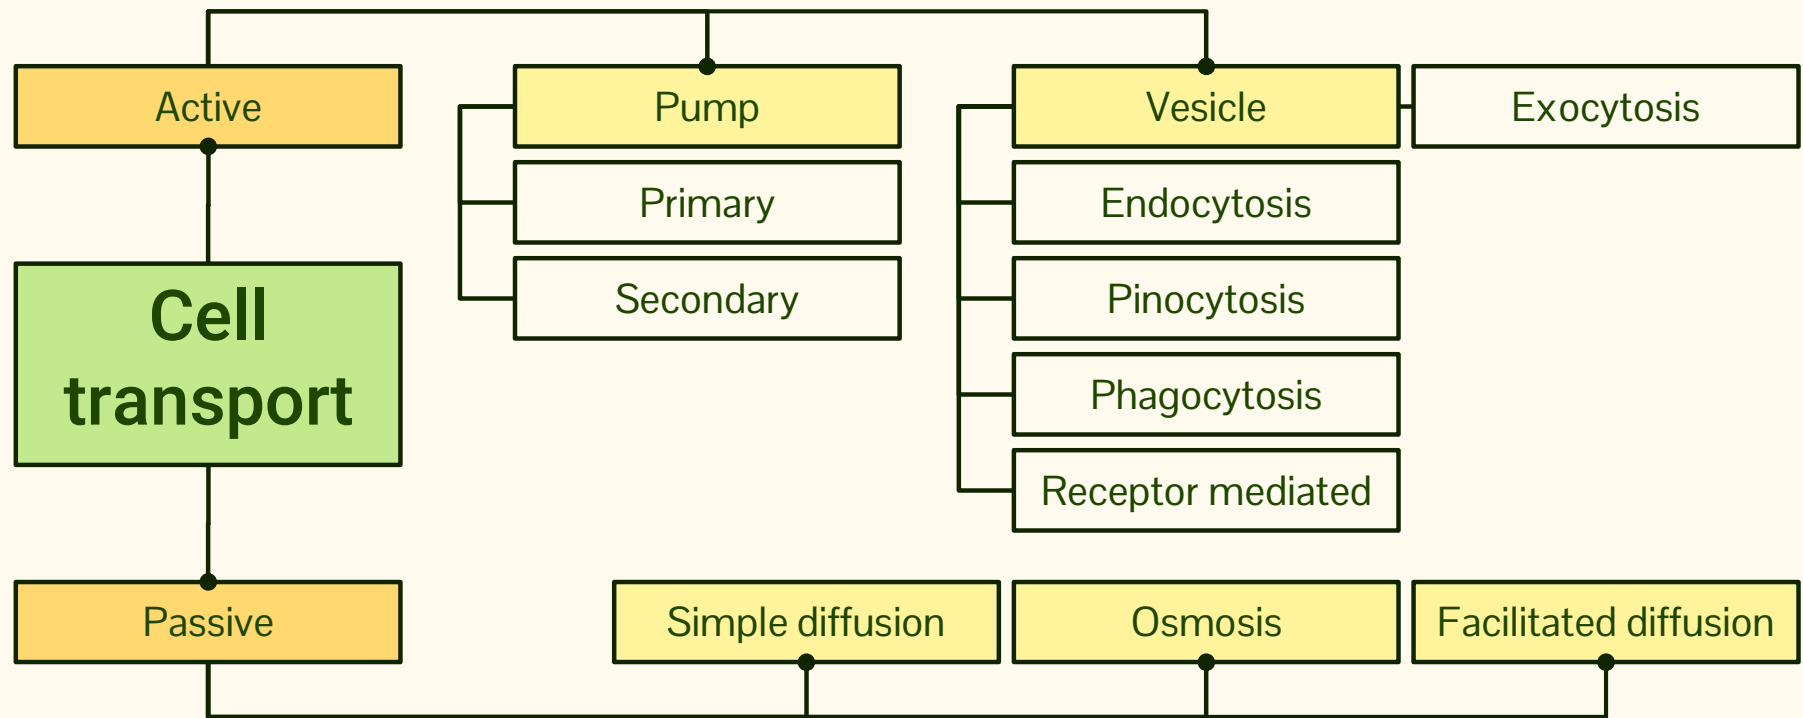 Active
Pump
Vesicle
Exocytosis
Primary
Endocytosis
Secondary
Pinocytosis
Cell
transport
Phagocytosis
Receptor mediated
Passive
Simple diffusion
Osmosis
Facilitated diffusion